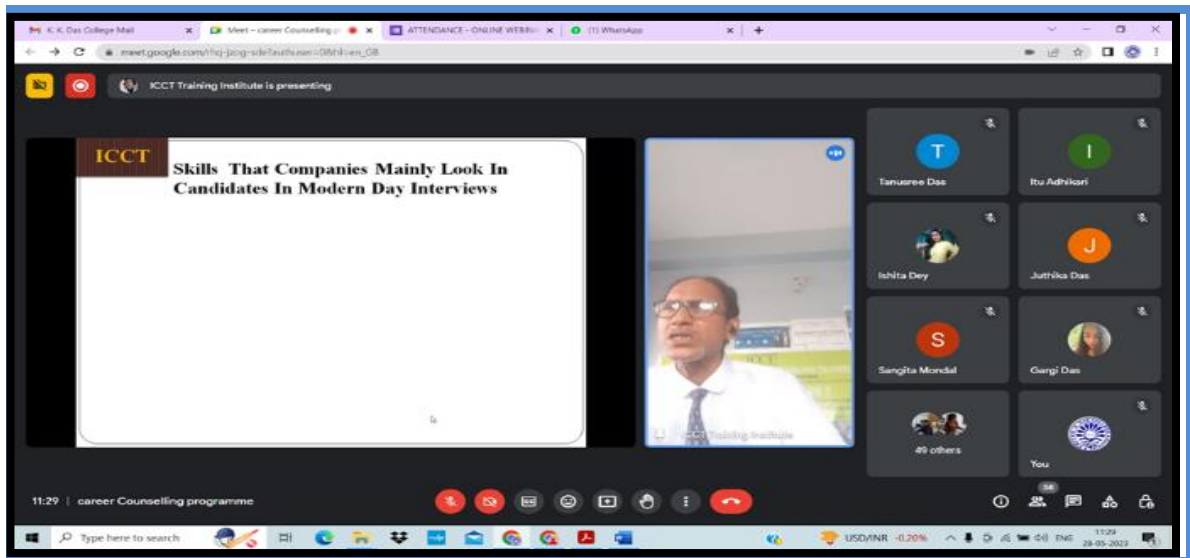 K. K. Das College Mail
Meet – career Counselling p
ATTENDANCE - ONLINE WEBIN
(1) WhatsApp
ICCT Training Institute is presenting
ICCT
Skills That Companies Mainly Look In
Candidates In Modern Day Interviews
ICCT Training Institute
T
Tanusree Das
I
Itu Adhikari
Ishita Dey
J
Juthika Das
S
Sangita Mondal
Gargi Das
49 others
You
11:29 | career Counselling programme
58
Type here to search
USD/INR -0.20%
ENG
11:29
28-05-2023